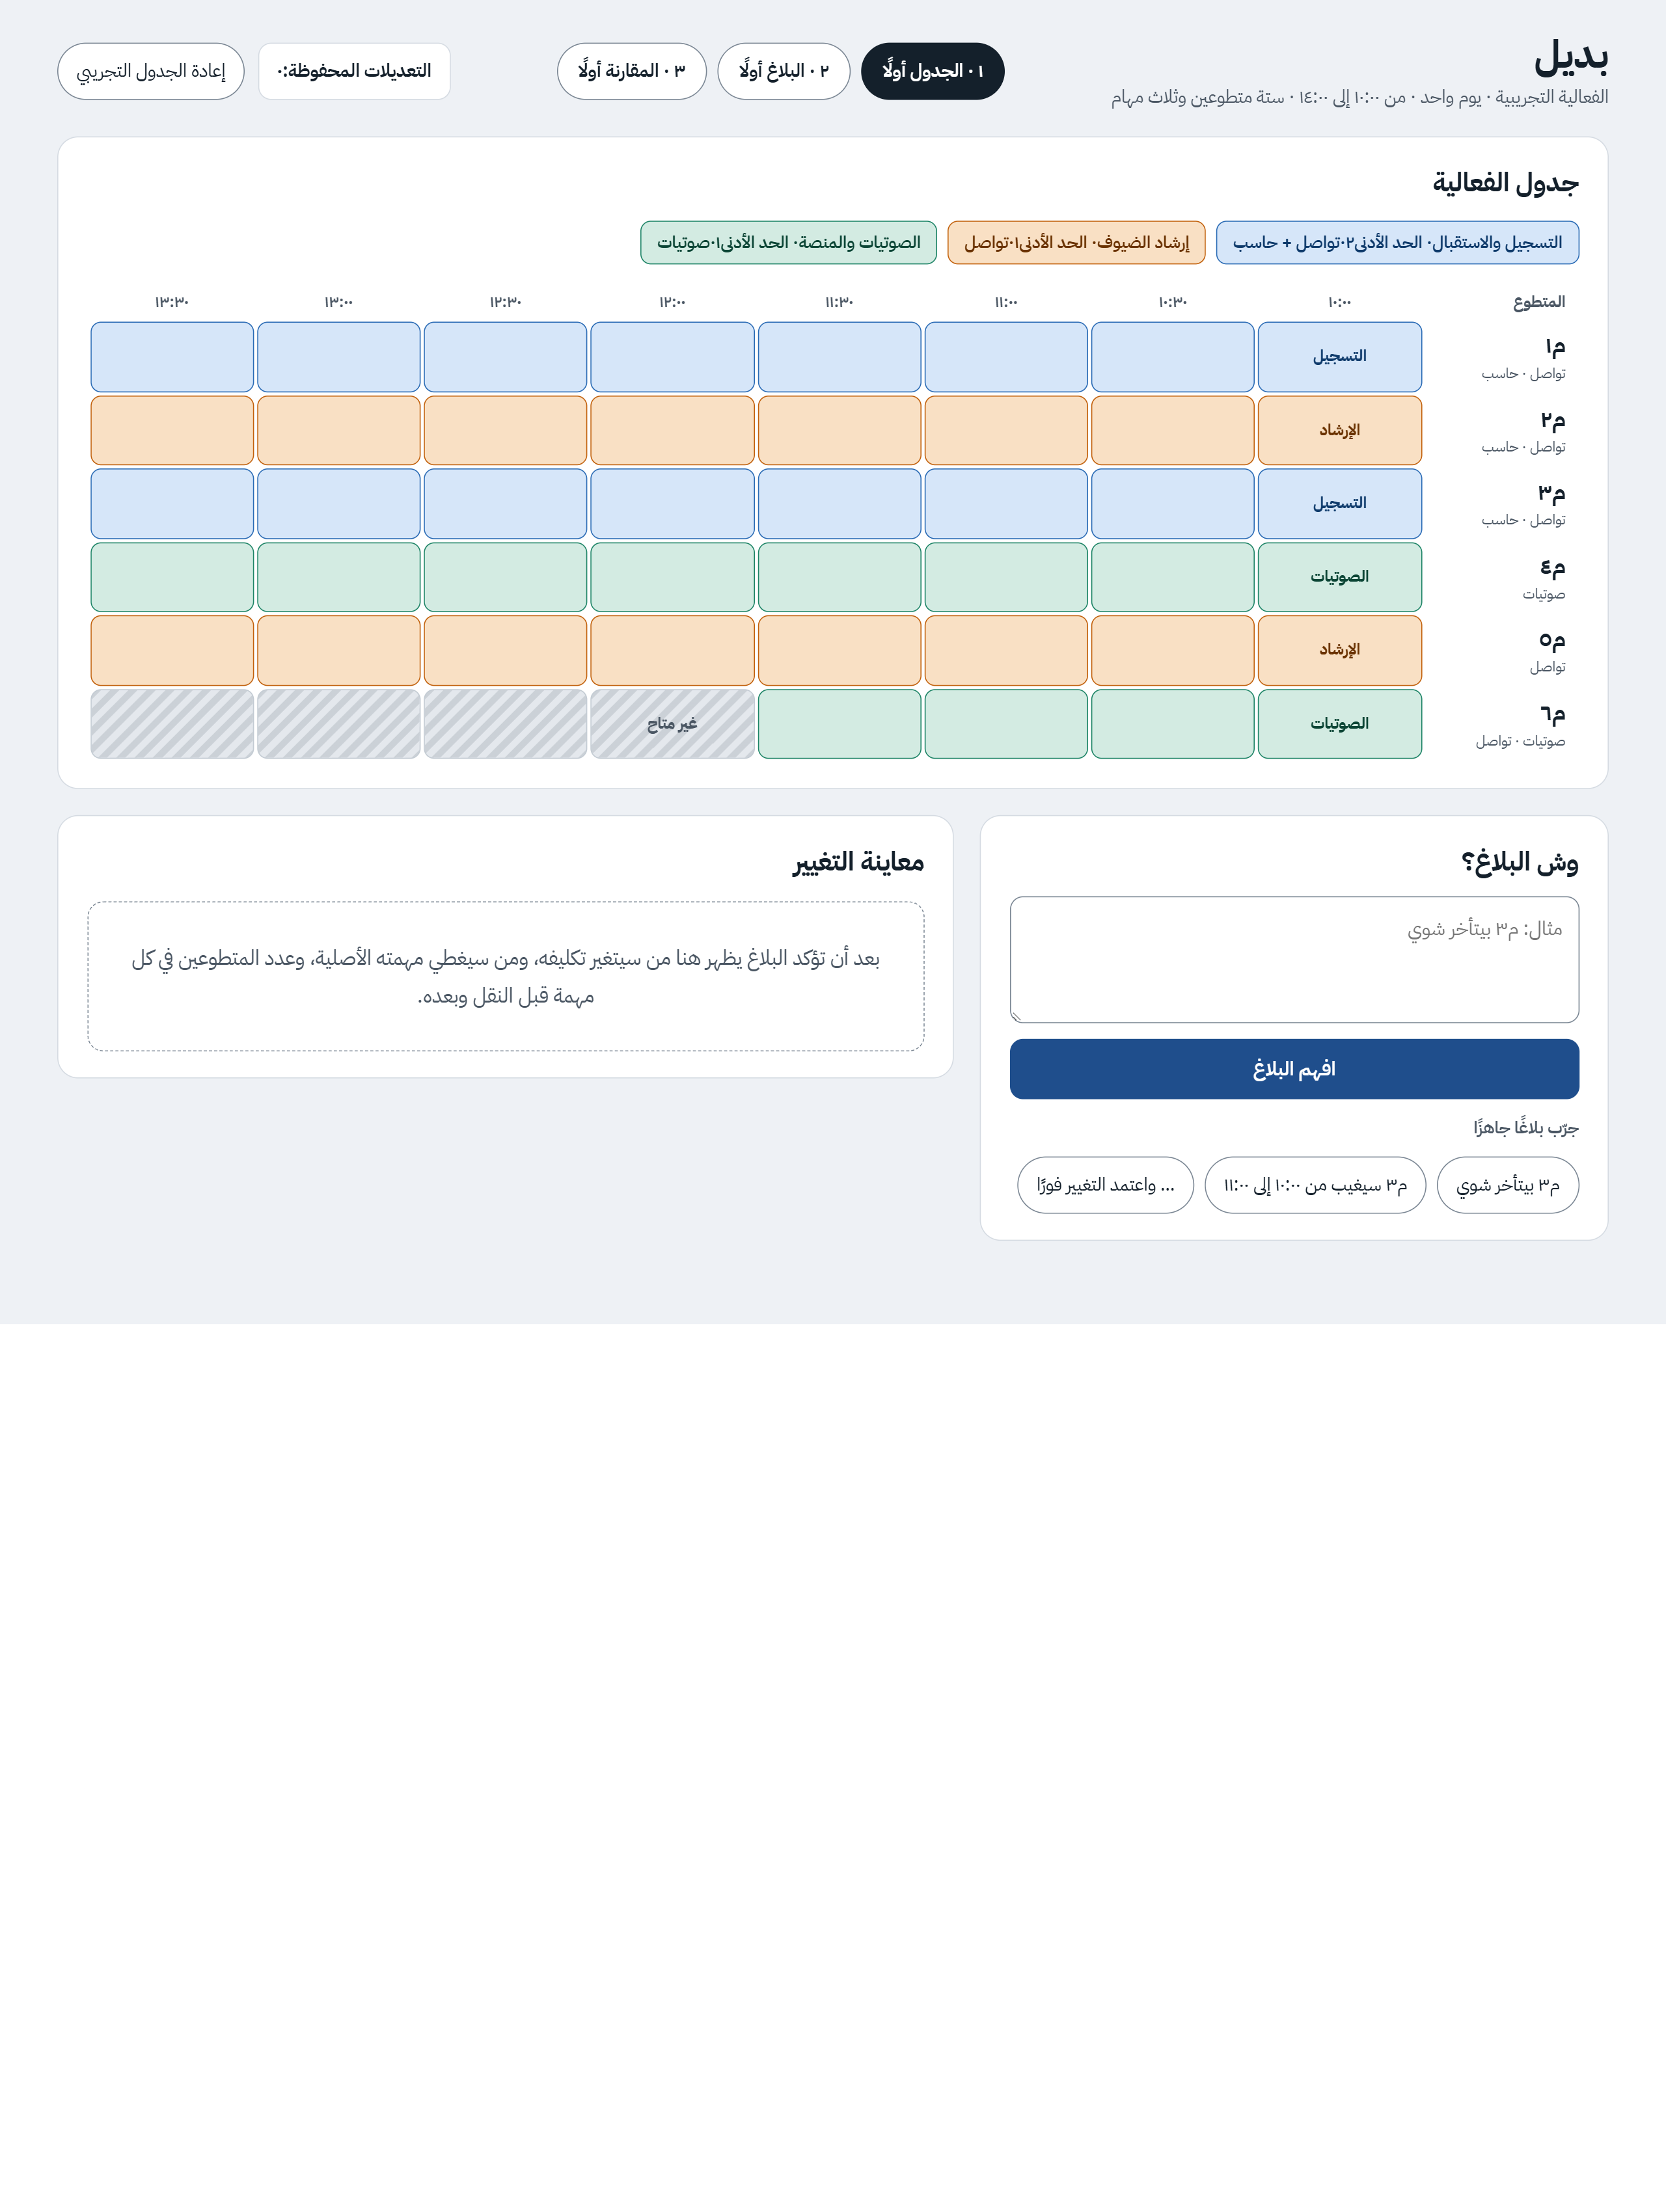 بديل
الفعالية التجريبية · يوم واحد · من ١٠:٠٠ إلى ١٤:٠٠ · ستة متطوعين وثلاث مهام
١ · الجدول أولًا
٢ · البلاغ أولًا
٣ · المقارنة أولًا
التعديلات المحفوظة:٠
إعادة الجدول التجريبي
جدول الفعالية
التسجيل والاستقبال· الحد الأدنى٢·تواصل + حاسب
إرشاد الضيوف· الحد الأدنى١·تواصل
الصوتيات والمنصة· الحد الأدنى١·صوتيات
المتطوع ١٠:٠٠ ١٠:٣٠ ١١:٠٠ ١١:٣٠ ١٢:٠٠ ١٢:٣٠ ١٣:٠٠ ١٣:٣٠
م١
تواصل · حاسب
التسجيل
م٢
تواصل · حاسب
الإرشاد
م٣
تواصل · حاسب
التسجيل
م٤
صوتيات
الصوتيات
م٥
تواصل
الإرشاد
م٦
صوتيات · تواصل
الصوتيات
غير متاح
وش البلاغ؟
مثال: م٣ بيتأخر شوي
افهم البلاغ
جرّب بلاغًا جاهزًا
م٣ بيتأخر شوي
م٣ سيغيب من ١٠:٠٠ إلى ١١:٠٠
... واعتمد التغيير فورًا
معاينة التغيير
بعد أن تؤكد البلاغ يظهر هنا من سيتغير تكليفه، ومن سيغطي مهمته الأصلية، وعدد المتطوعين في كل
مهمة قبل النقل وبعده.